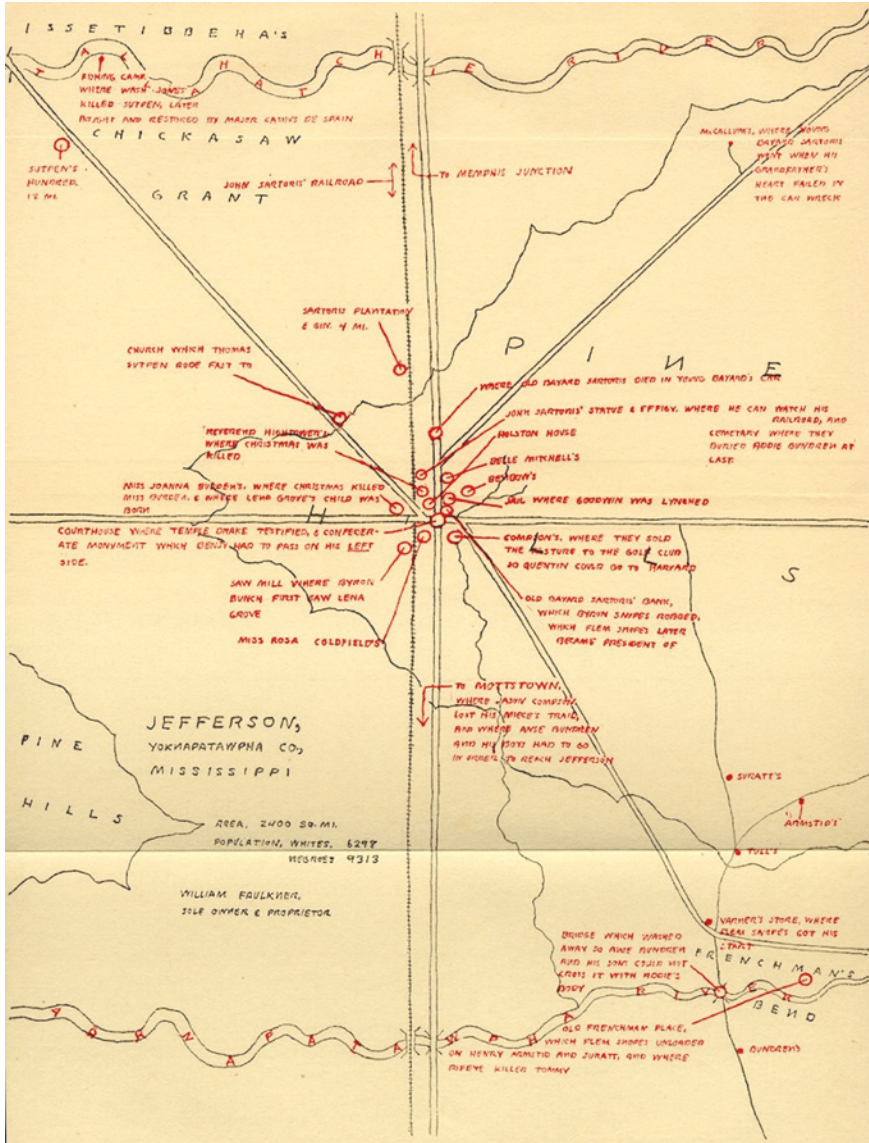 ISSETIBBEHA'S
TALLAHATCHIE RIVER
FISHING CAMP
WHERE WASH JONES
KILLED SUTPEN, LATER
BOUGHT AND RESTORED BY MAJOR CASSIUS DE SPAIN
CHICKASAW
GRANT
SUTPEN'S
HUNDRED,
12 MI.
JOHN SARTORIS' RAILROAD
TO MEMPHIS JUNCTION
McCALLUM'S, WHERE YOUNG
BAYARD SARTORIS
WENT WHEN HIS
GRANDFATHER'S
HEART FAILED IN
THE CAR WRECK
SARTORIS PLANTATION
& GIN. 4 MI.
CHURCH WHICH THOMAS
SUTPEN RODE FAST TO
PINE
WHERE OLD BAYARD SARTORIS DIED IN YOUNG BAYARD'S CAR
JOHN SARTORIS' STATUE & EFFIGY, WHERE HE CAN WATCH HIS
RAILROAD, AND
CEMETARY WHERE THEY
BURIED ADDIE BUNDREN AT
LAST.
REVEREND HIGHTOWER'S,
WHERE CHRISTMAS WAS
KILLED
HOLSTON HOUSE
BELLE MITCHELL'S
BENBOW'S
JAIL WHERE GOODWIN WAS LYNCHED
MISS JOANNA BURDEN'S, WHERE CHRISTMAS KILLED
MISS BURDEN, & WHERE LENA GROVE'S CHILD WAS
BORN
HILLS
COURTHOUSE WHERE TEMPLE DRAKE TESTIFIED, & CONFEDER-
ATE MONUMENT WHICH BENJY HAD TO PASS ON HIS LEFT
SIDE.
COMPSON'S, WHERE THEY SOLD
THE PASTURE TO THE GOLF CLUB
SO QUENTIN COULD GO TO HARVARD
SAW MILL WHERE BYRON
BUNCH FIRST SAW LENA
GROVE
OLD BAYARD SARTORIS' BANK,
WHICH BYRON SNOPES ROBBED,
WHICH FLEM SNOPES LATER
BECAME PRESIDENT OF
MISS ROSA COLDFIELD'S
TO MOTTSTOWN,
WHERE JASON COMPSON
LOST HIS NIECE'S TRAIL,
AND WHERE ANSE BUNDREN
AND HIS BOYS HAD TO GO
IN ORDER TO REACH JEFFERSON
JEFFERSON,
YOKNAPATAWPHA CO.,
MISSISSIPPI
PINE
HILLS
AREA, 2400 SQ. MI.
POPULATION, WHITES, 6298
NEGROES 9313
WILLIAM FAULKNER,
SOLE OWNER & PROPRIETOR
SURATT'S
ARMSTID'S
TULL'S
VARNER'S STORE, WHERE
FLEM SNOPES GOT HIS
START
BRIDGE WHICH WASHED
AWAY SO ANSE BUNDREN
AND HIS SONS COULD NOT
CROSS IT WITH ADDIE'S
BODY
FRENCHMAN'S
BEND
YOKNAPATAWPHA RIVER
OLD FRENCHMAN PLACE,
WHICH FLEM SNOPES UNLOADED
ON HENRY ARMSTID AND SURATT, AND WHERE
POPEYE KILLED TOMMY
BUNDREN'S